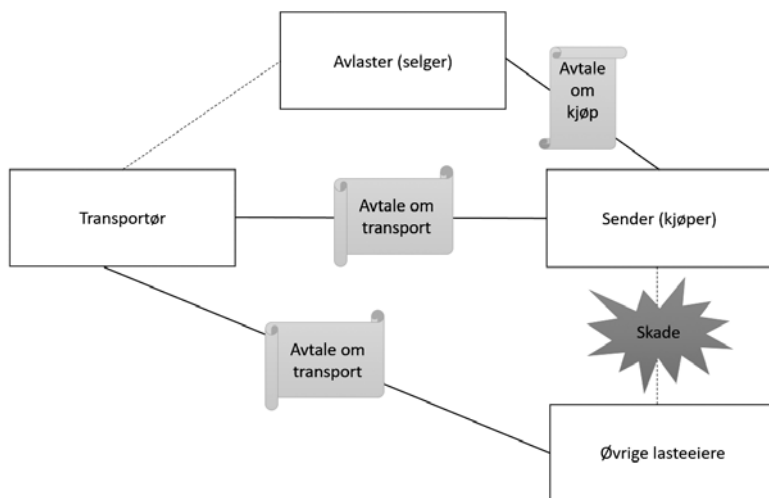 Avlaster (selger)
Avtale
om
kjøp
Transportør
Avtale om
transport
Sender (kjøper)
Skade
Avtale om
transport
Øvrige lasteeiere